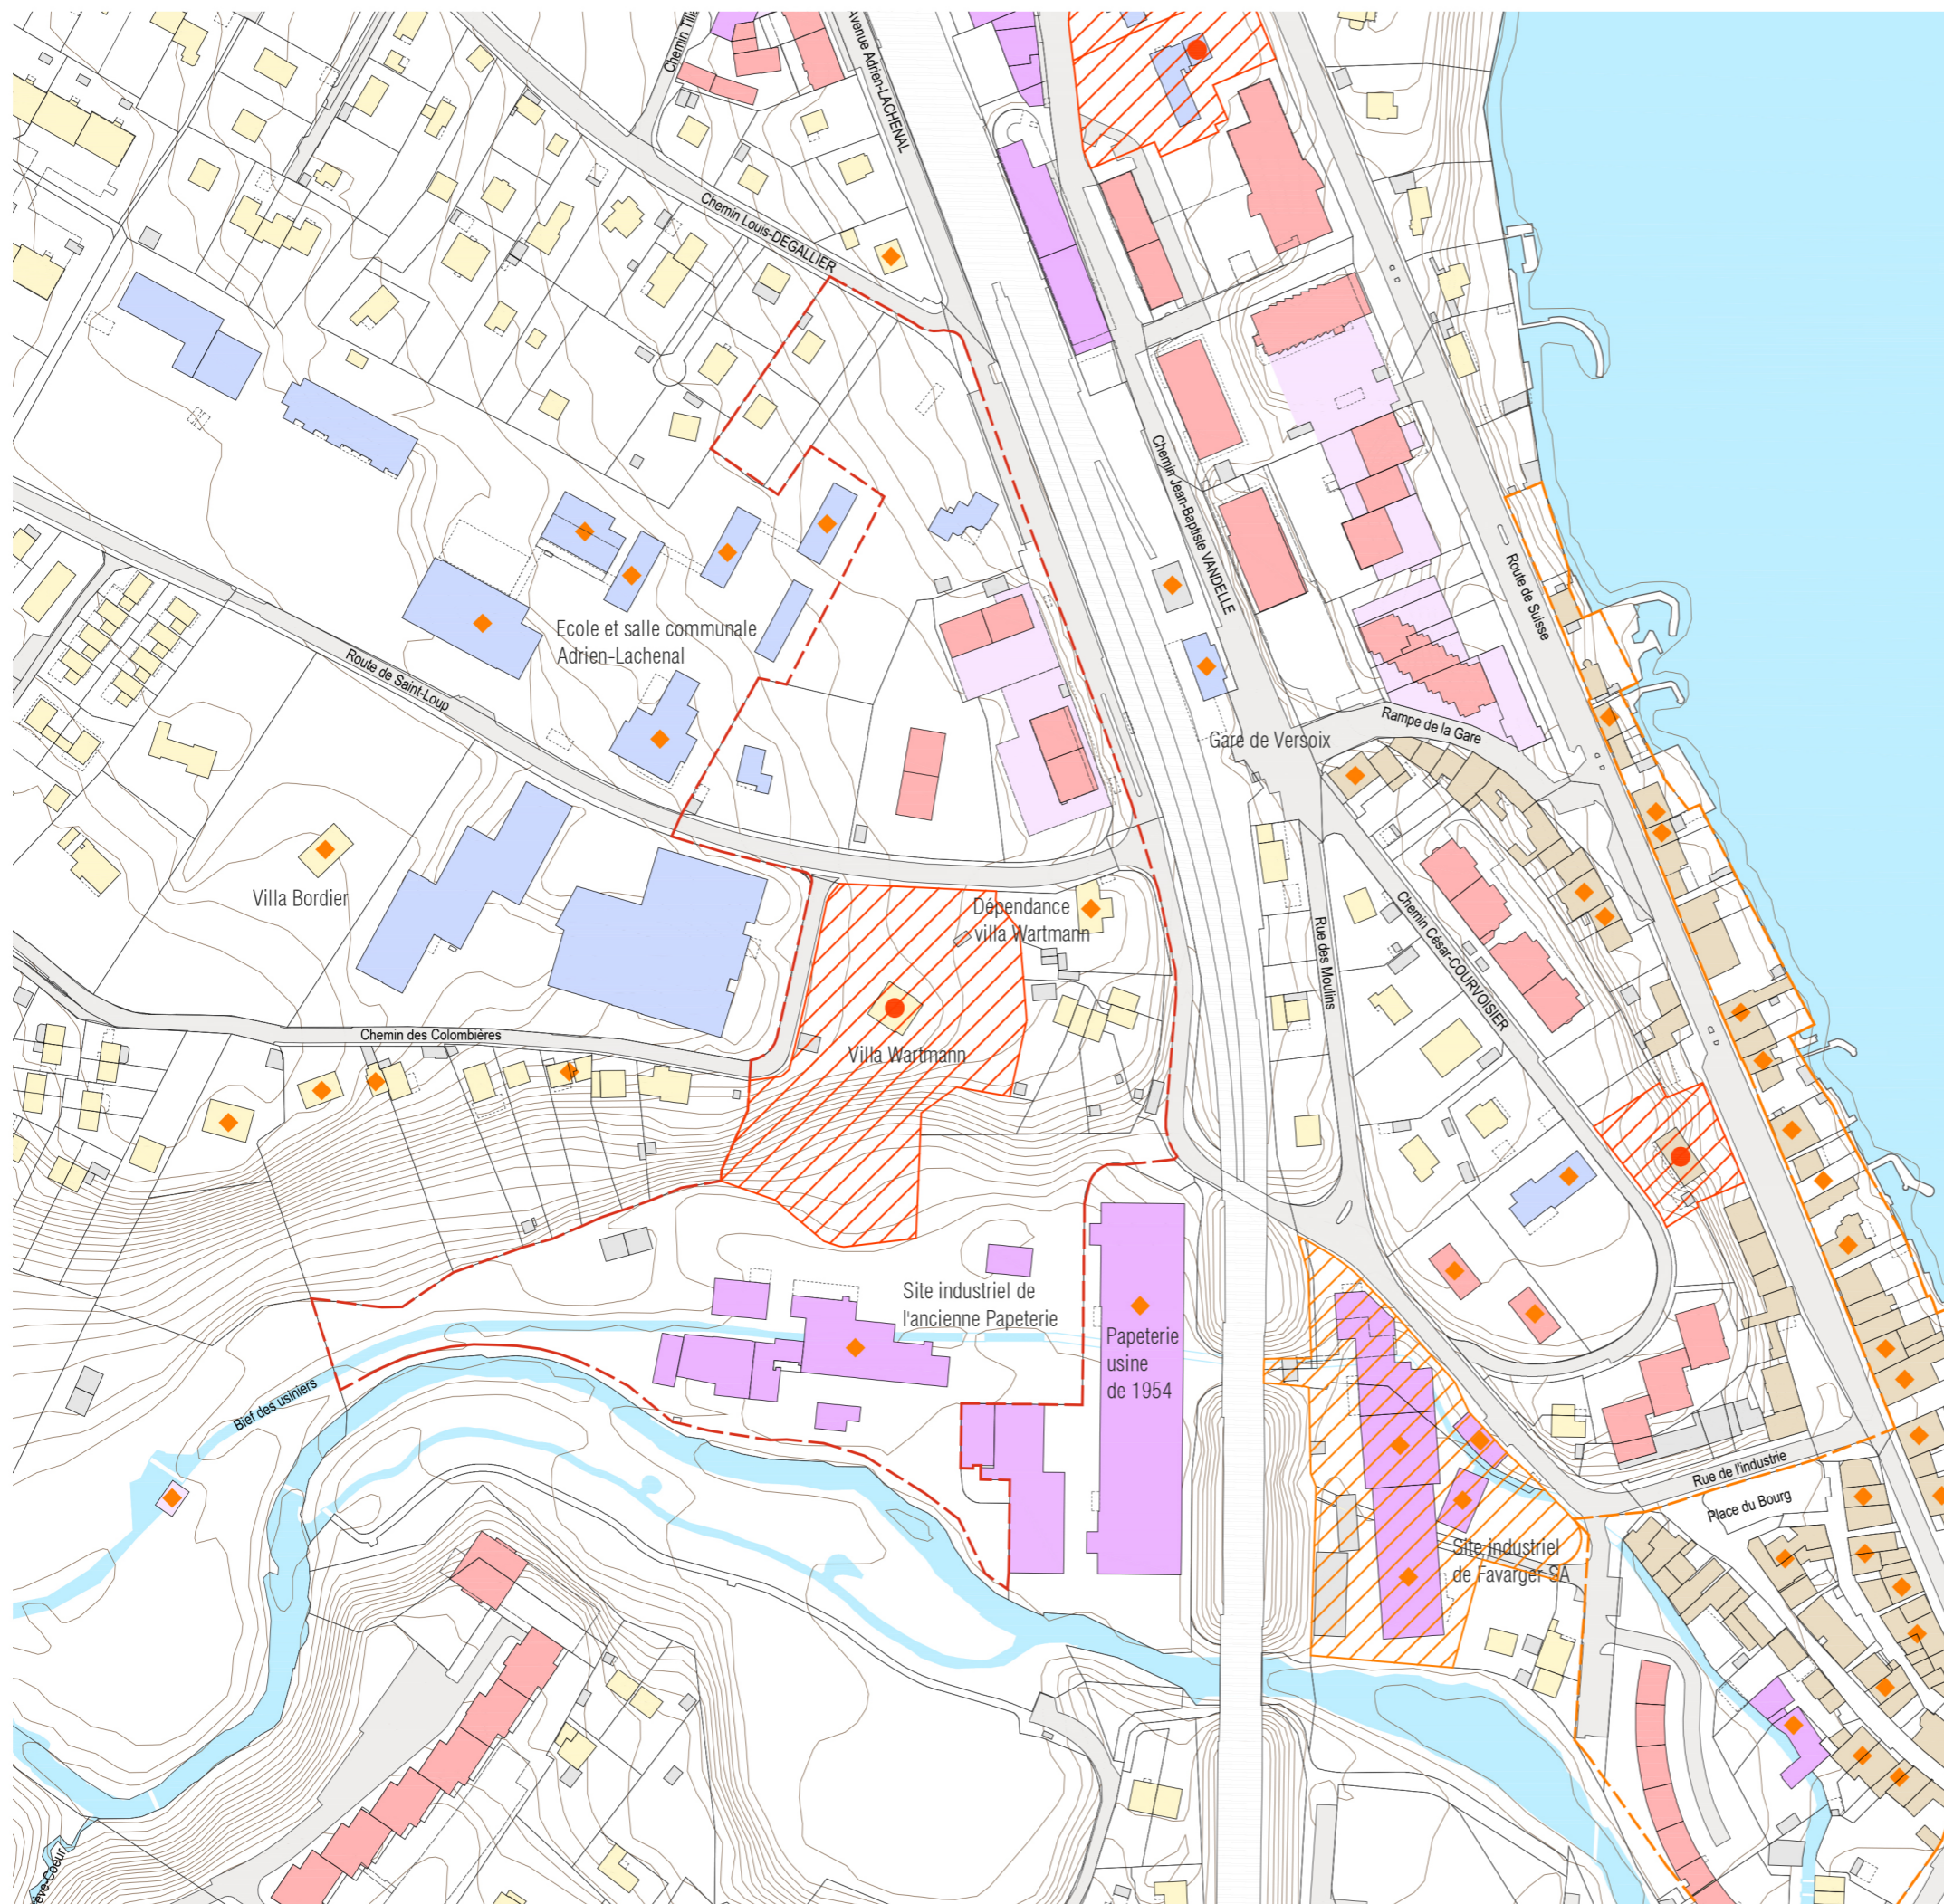 Chemin
Avenue Adrien-LACHENAL
Chemin Louis-DEGALLIER
Chemin Jean-Baptiste VANDELLE
Route de Suisse
Ecole et salle communale
Adrien-Lachenal
Route de Saint-Loup
Gare de Versoix
Rampe de la Gare
Villa Bordier
Dépendance
villa Wartmann
Rue des Moulins
Chemin César-COURVOISIER
Chemin des Colombières
Villa Wartmann
Site industriel de
l'ancienne Papeterie
Papeterie
usine
de 1954
Bief des usiniers
Rue de l'industrie
Place du Bourg
Site industriel
de Favarger SA